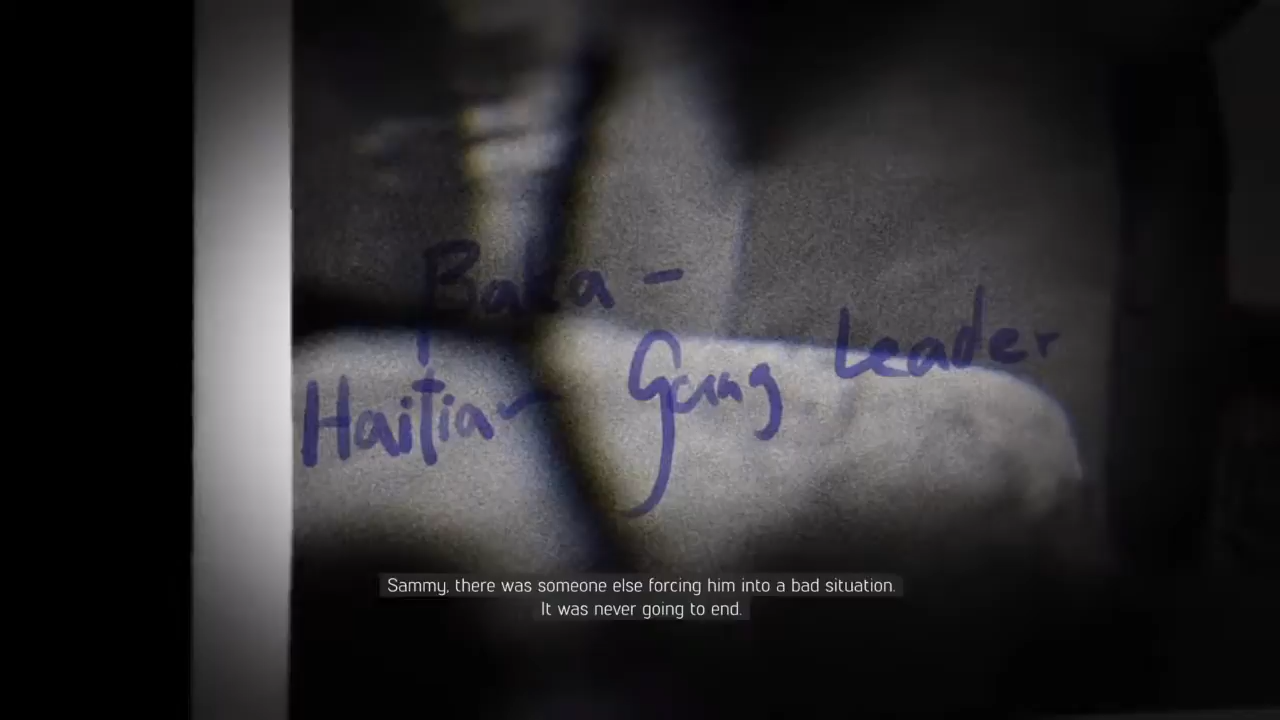 Baka -
Haitian Gang Leader
Sammy, there was someone else forcing him into a bad situation.
It was never going to end.